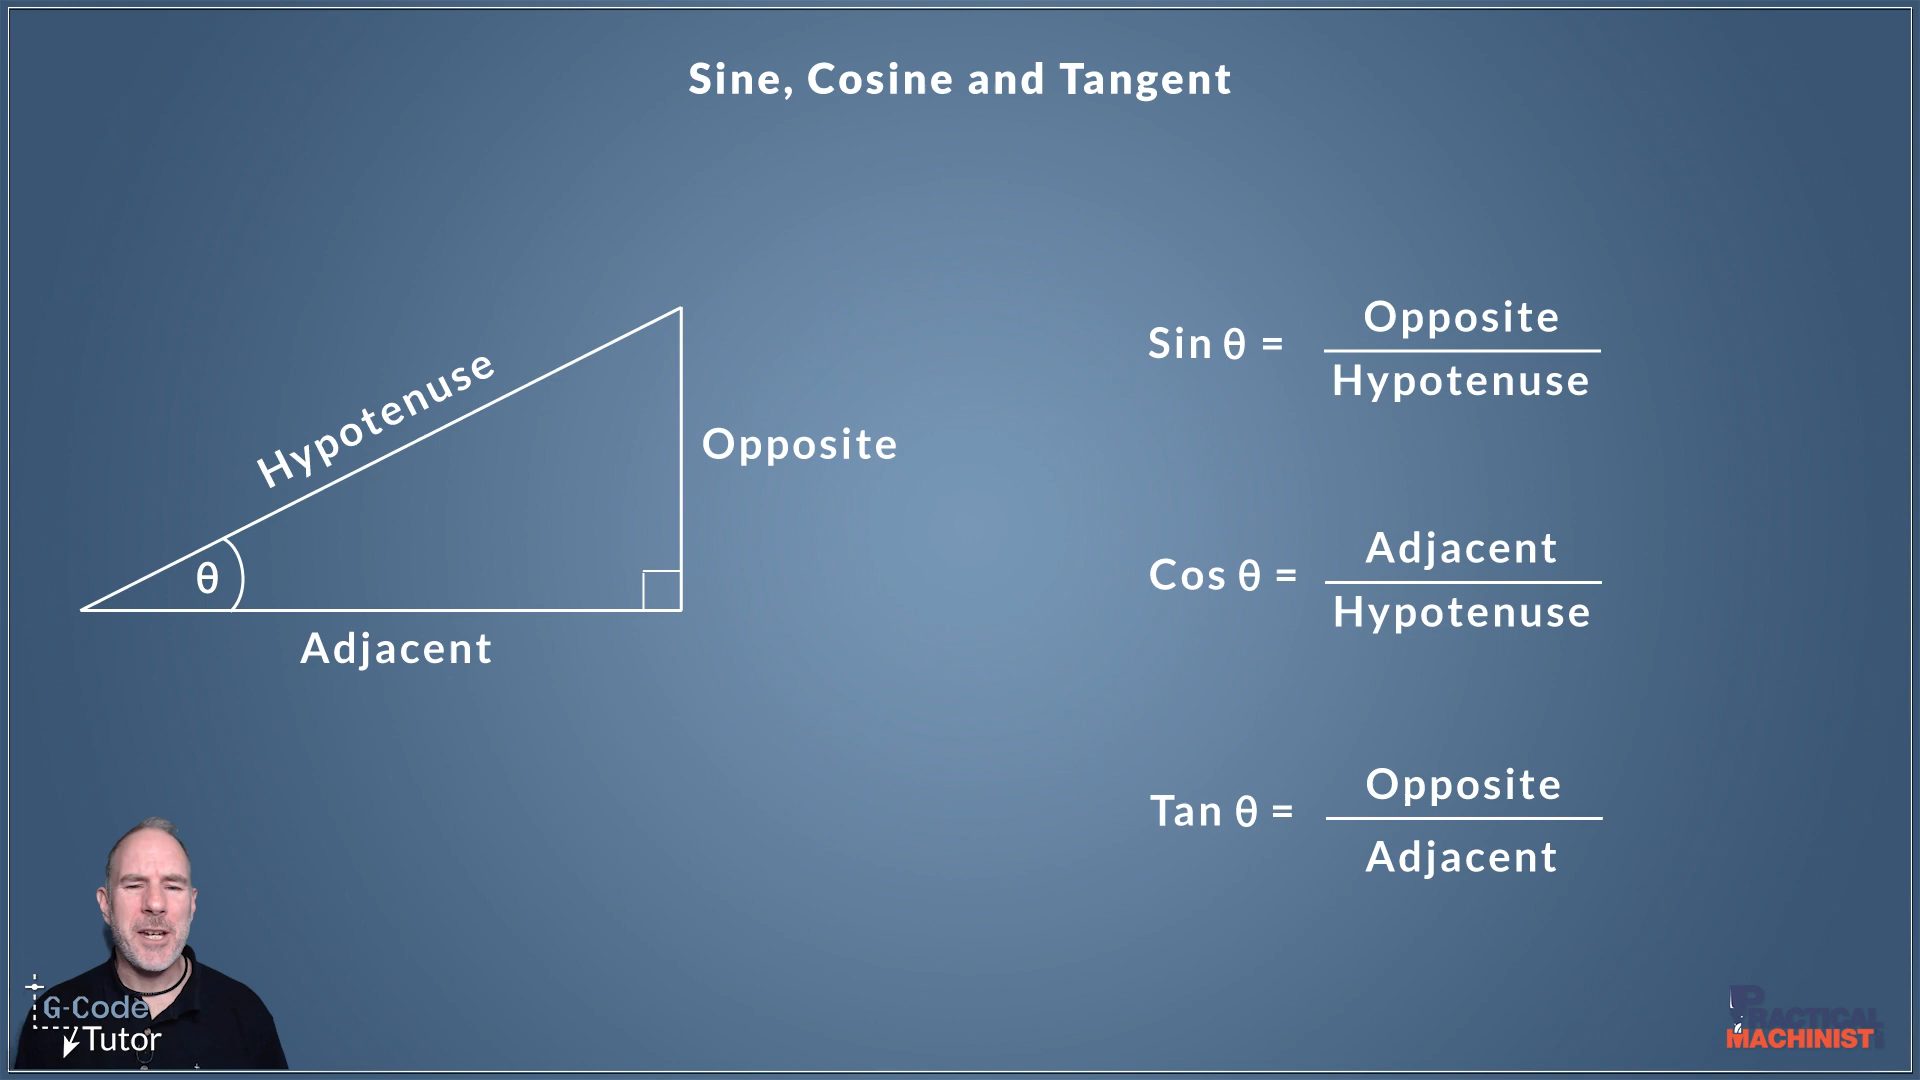 Sine, Cosine and Tangent
Hypotenuse
Opposite
θ
Adjacent
Sin θ = Opposite
Hypotenuse
Cos θ = Adjacent
Hypotenuse
Tan θ = Opposite
Adjacent
G-Code
Tutor
PRACTICAL
MACHINIST